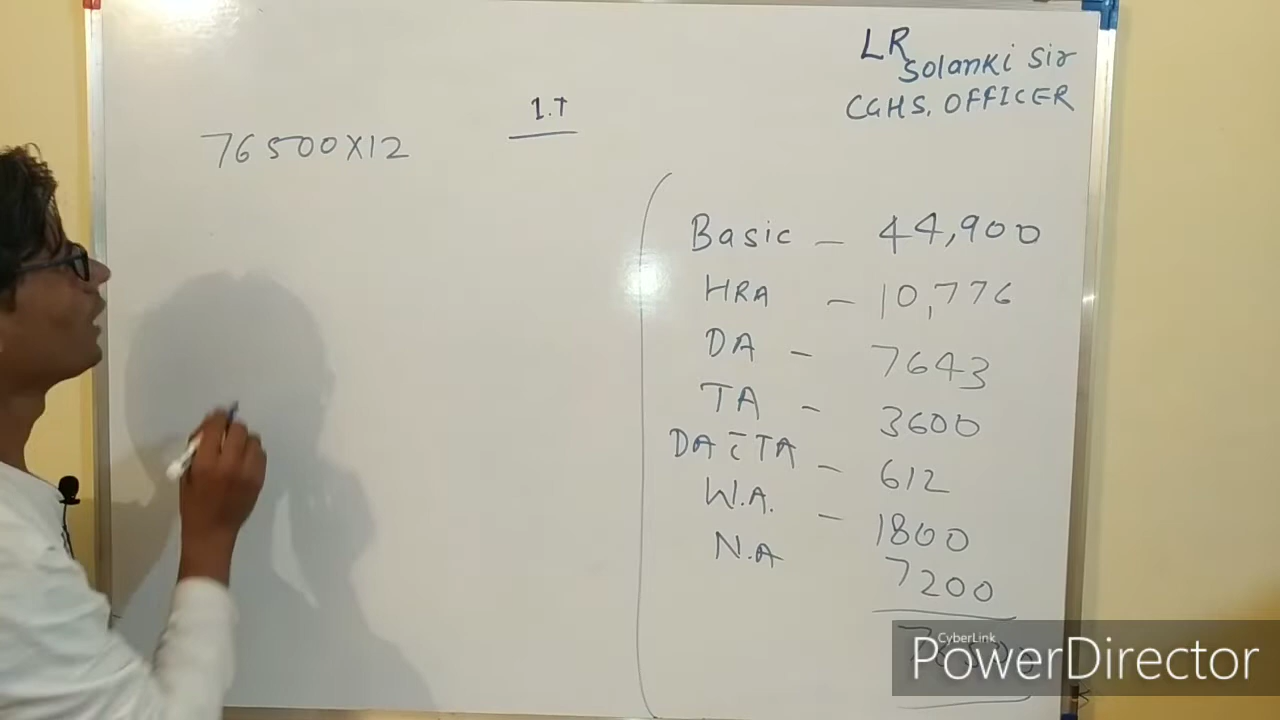 LR
Solanki Sir
CGHS. OFFICER
I.T
76500X12
Basic - 44,900
HRA - 10,776
DA - 7643
TA - 3600
DA c̄ TA - 612
W.A. - 1800
N.A 7200
CyberLink
PowerDirector